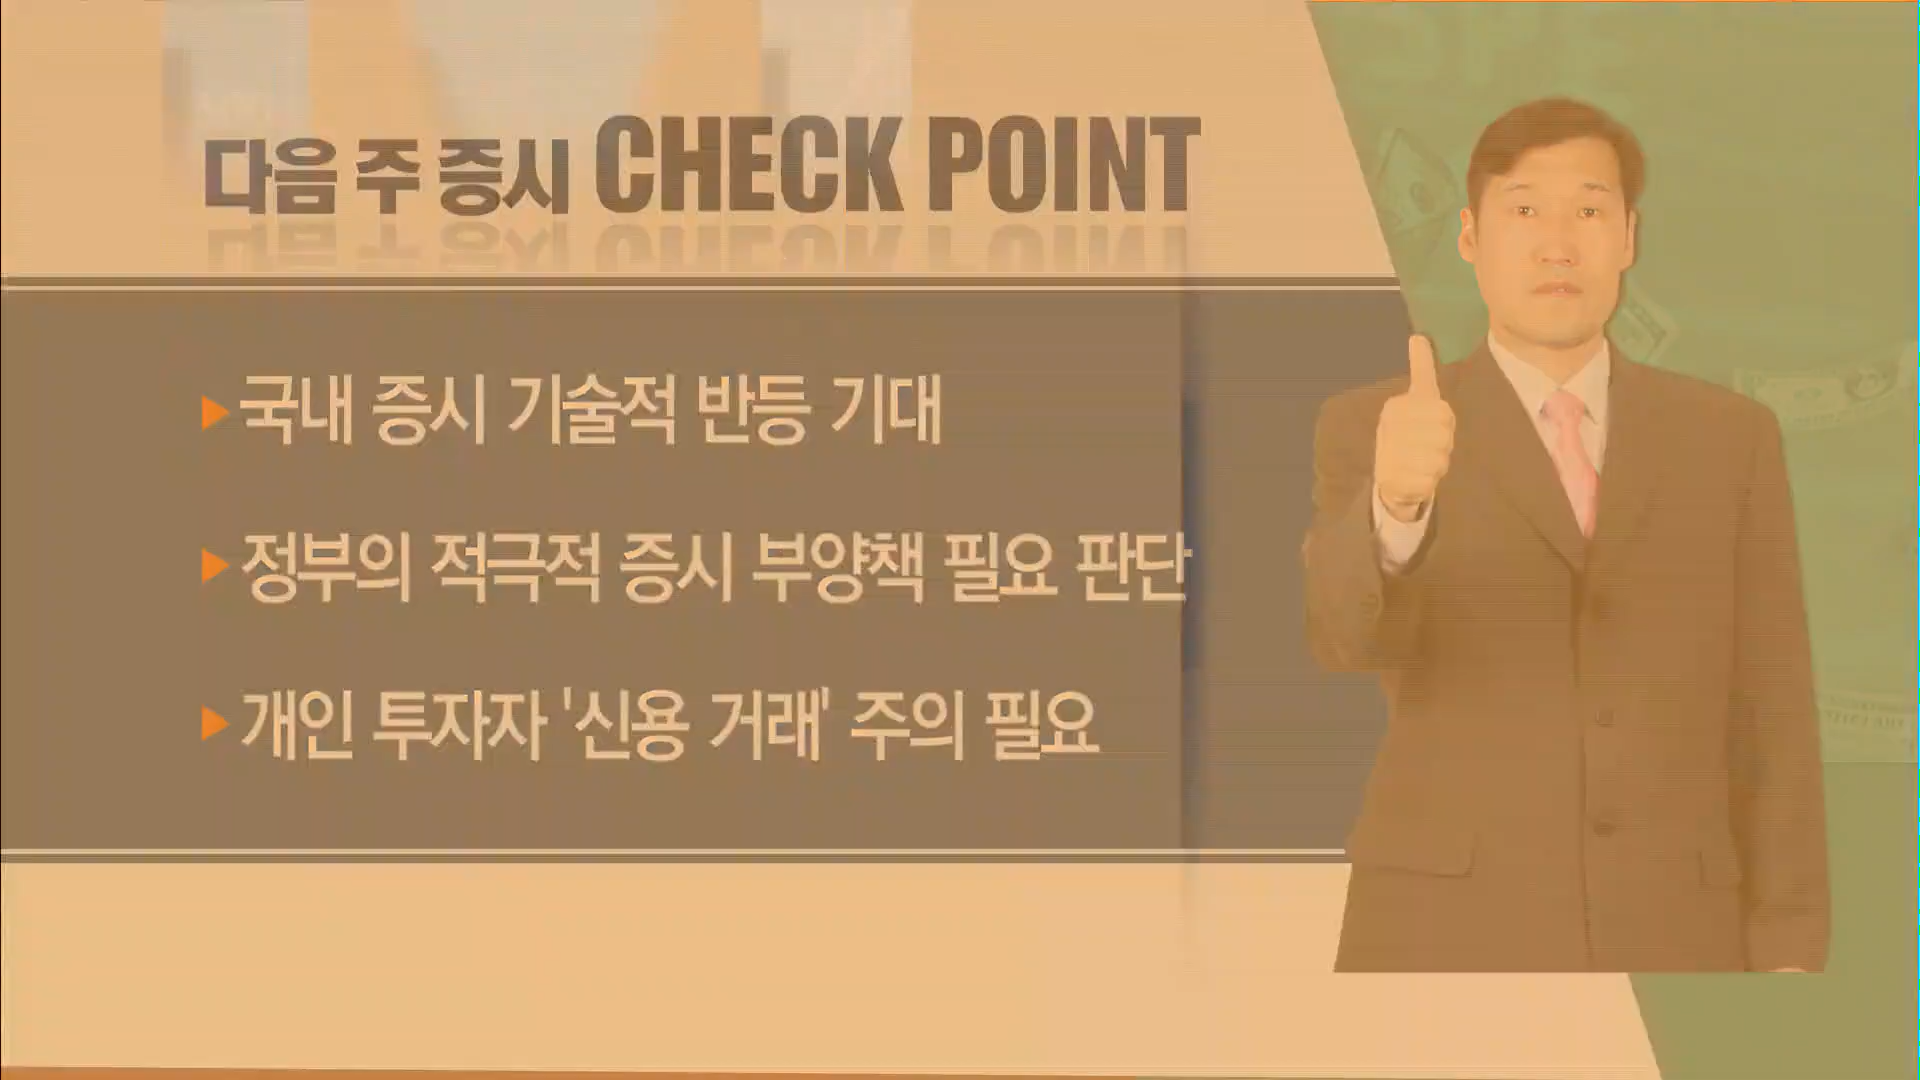 다음 주 증시 CHECK POINT
▶국내 증시 기술적 반등 기대
▶정부의 적극적 증시 부양책 필요 판단
▶개인 투자자 '신용 거래' 주의 필요